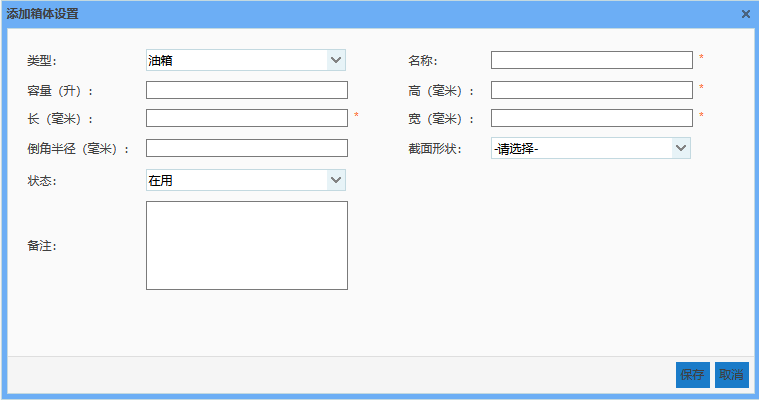 添加箱体设置
类型： 油箱 名称： *
容量（升）： 高（毫米）： *
长（毫米）： * 宽（毫米）： *
倒角半径（毫米）： 截面形状： -请选择-
状态： 在用
备注：
保存 取消